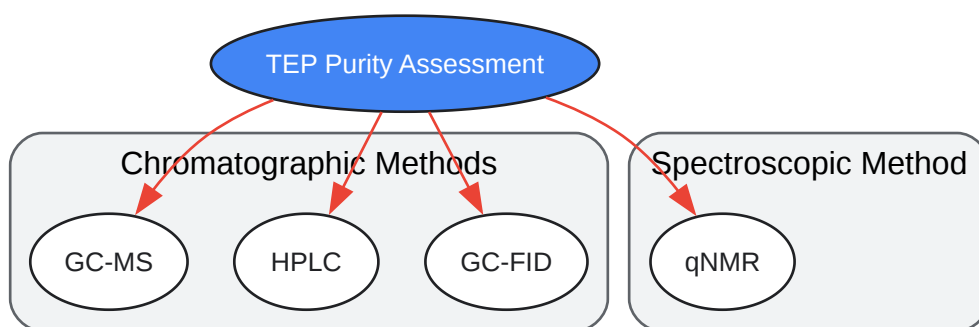 TEP Purity Assessment
Chromatographic Methods
Spectroscopic Method
GC-MS
HPLC
GC-FID
qNMR